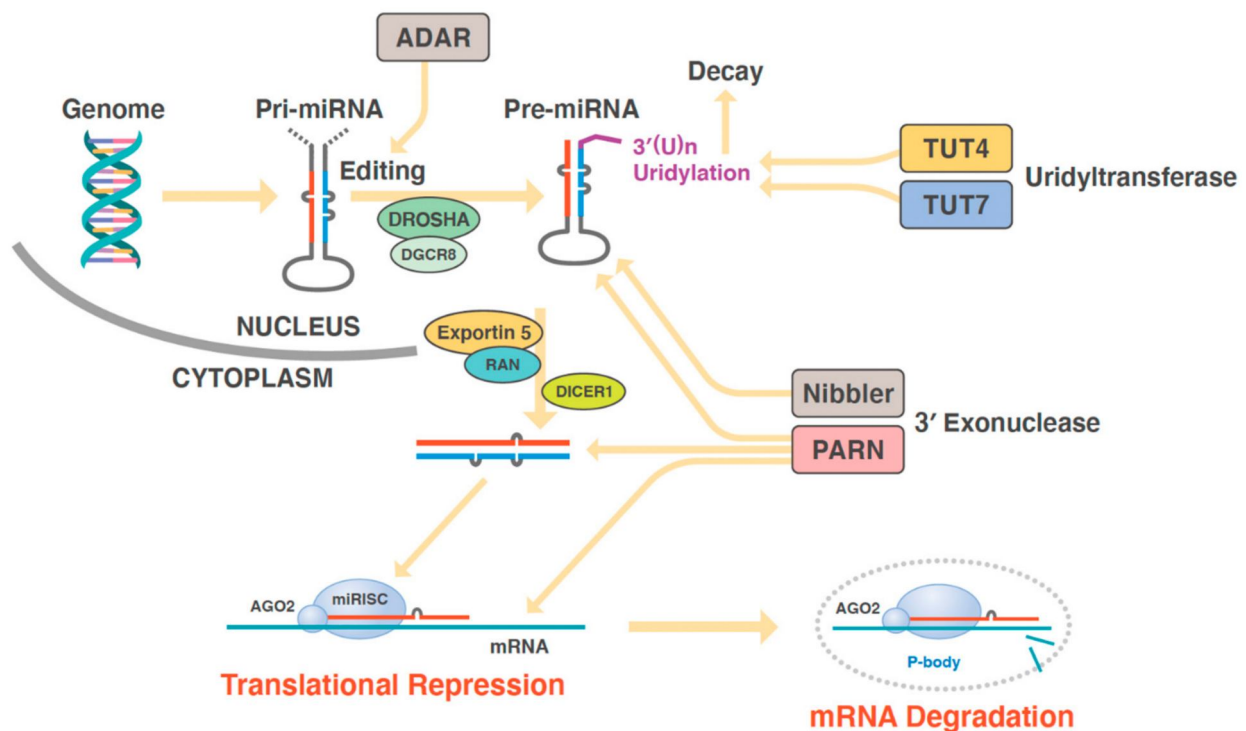 ADAR
Decay
Genome
Pri-miRNA
Pre-miRNA
3′(U)n
Uridylation
TUT4
TUT7
Uridyltransferase
Editing
DROSHA
DGCR8
NUCLEUS
CYTOPLASM
Exportin 5
RAN
DICER1
Nibbler
PARN
3′ Exonuclease
AGO2
miRISC
mRNA
Translational Repression
AGO2
P-body
mRNA Degradation